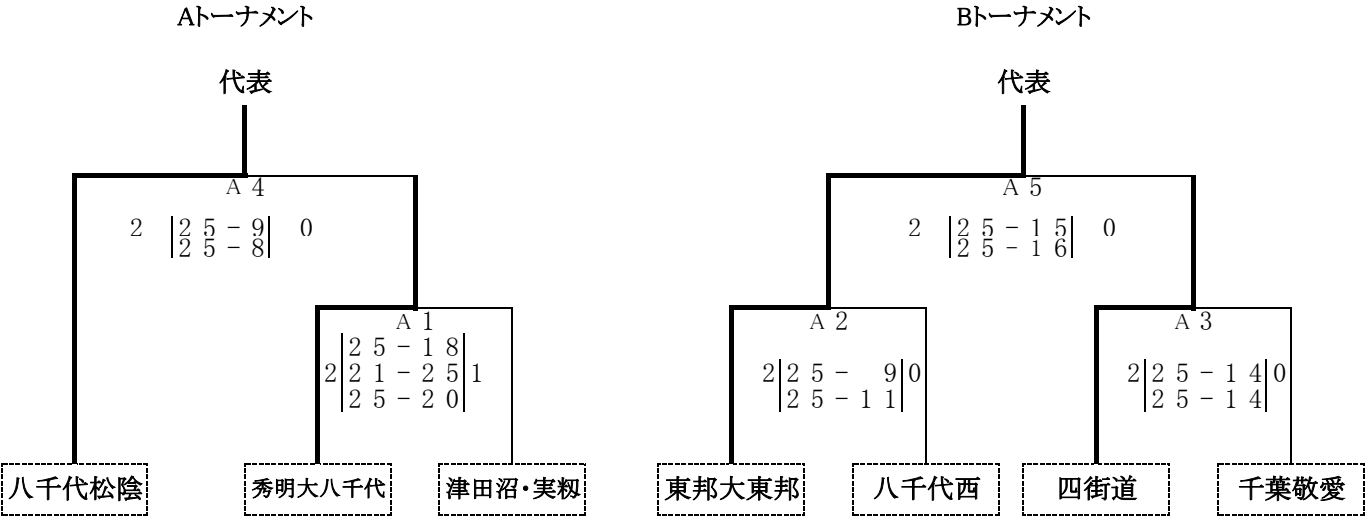 Aトーナメント
Bトーナメント
代表
代表
A 4
A 5
2 25-9 0
25-8
2 25-15 0
25-16
A 1
25-18
2 21-25 1
25-20
A 2
2 25- 9 0
25-11
A 3
2 25-14 0
25-14
八千代松陰
秀明大八千代
津田沼・実籾
東邦大東邦
八千代西
四街道
千葉敬愛